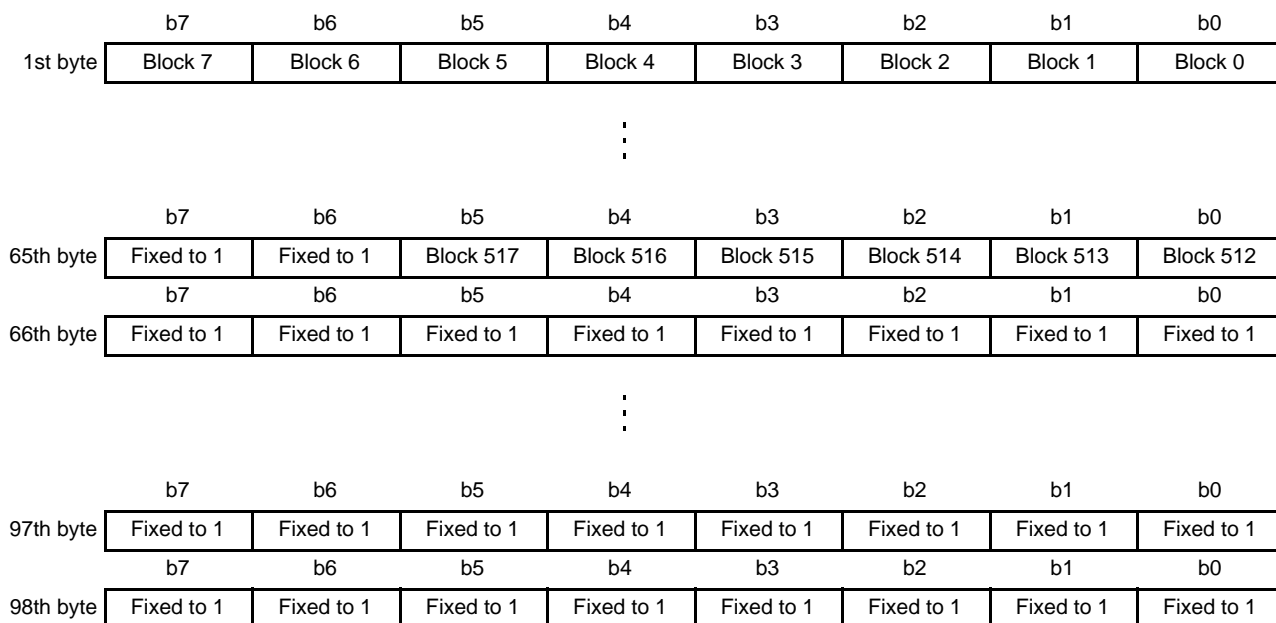 b7 b6 b5 b4 b3 b2 b1 b0
1st byte Block 7 Block 6 Block 5 Block 4 Block 3 Block 2 Block 1 Block 0
b7 b6 b5 b4 b3 b2 b1 b0
65th byte Fixed to 1 Fixed to 1 Block 517 Block 516 Block 515 Block 514 Block 513 Block 512
b7 b6 b5 b4 b3 b2 b1 b0
66th byte Fixed to 1 Fixed to 1 Fixed to 1 Fixed to 1 Fixed to 1 Fixed to 1 Fixed to 1 Fixed to 1
b7 b6 b5 b4 b3 b2 b1 b0
97th byte Fixed to 1 Fixed to 1 Fixed to 1 Fixed to 1 Fixed to 1 Fixed to 1 Fixed to 1 Fixed to 1
b7 b6 b5 b4 b3 b2 b1 b0
98th byte Fixed to 1 Fixed to 1 Fixed to 1 Fixed to 1 Fixed to 1 Fixed to 1 Fixed to 1 Fixed to 1